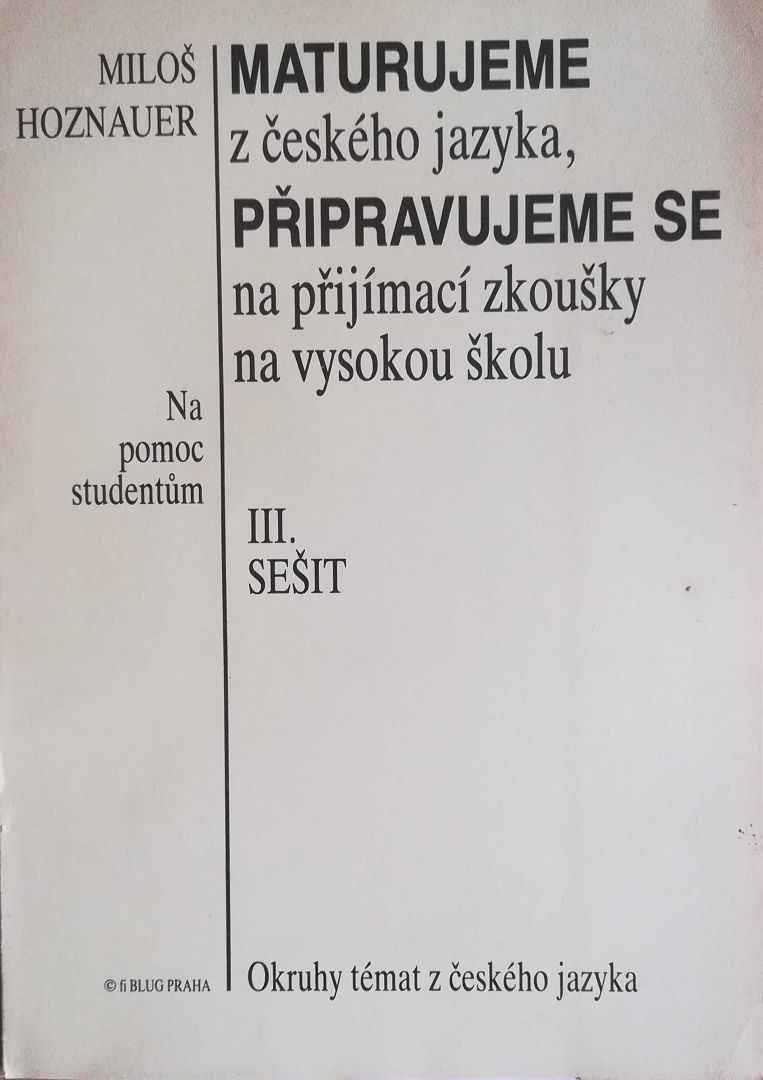 MILOŠ
HOZNAUER
MATURUJEME
z českého jazyka,
PŘIPRAVUJEME SE
na přijímací zkoušky
na vysokou školu
Na
pomoc
studentům
III.
SEŠIT
© fi BLUG PRAHA
Okruhy témat z českého jazyka